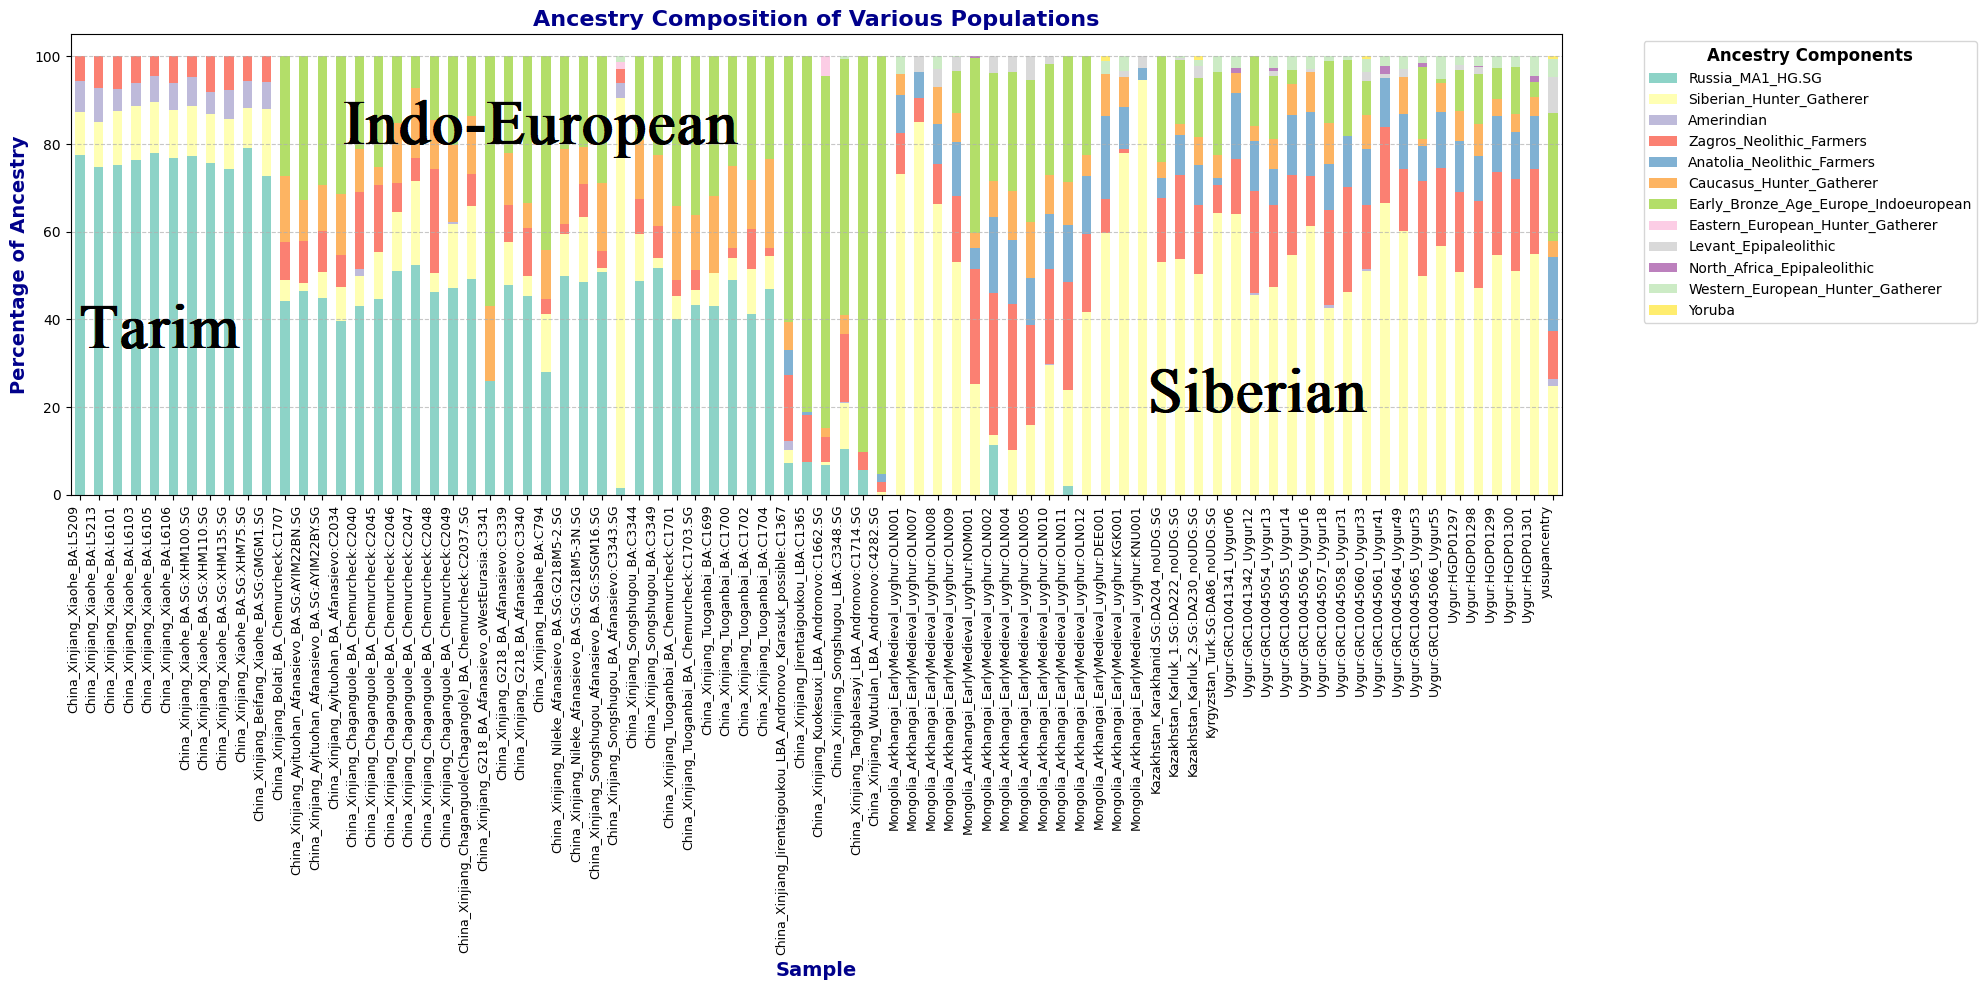 Ancestry Composition of Various Populations
Percentage of Ancestry
100
80
60
40
20
0
Indo-European
Tarim
Siberian
Ancestry Components
Russia_MA1_HG.SG
Siberian_Hunter_Gatherer
Amerindian
Zagros_Neolithic_Farmers
Anatolia_Neolithic_Farmers
Caucasus_Hunter_Gatherer
Early_Bronze_Age_Europe_Indoeuropean
Eastern_European_Hunter_Gatherer
Levant_Epipaleolithic
North_Africa_Epipaleolithic
Western_European_Hunter_Gatherer
Yoruba
China_Xinjiang_Xiaohe_BA:L5209
China_Xinjiang_Xiaohe_BA:L5213
China_Xinjiang_Xiaohe_BA:L6101
China_Xinjiang_Xiaohe_BA:L6103
China_Xinjiang_Xiaohe_BA:L6105
China_Xinjiang_Xiaohe_BA:L6106
China_Xinjiang_Xiaohe_BA.SG:XHM100.SG
China_Xinjiang_Xiaohe_BA.SG:XHM110.SG
China_Xinjiang_Xiaohe_BA.SG:XHM135.SG
China_Xinjiang_Xiaohe_BA.SG:XHM75.SG
China_Xinjiang_Beifang_Xiaohe_BA.SG:GMGM1.SG
China_Xinjiang_Bolati_BA_Chemurcheck:C1707
China_Xinjiang_Ayituohan_Afanasievo_BA.SG:AYIM22BN.SG
China_Xinjiang_Ayituohan_Afanasievo_BA.SG:AYIM22BY.SG
China_Xinjiang_Ayituohan_BA_Afanasievo:C2034
China_Xinjiang_Chaganguole_BA_Chemurcheck:C2040
China_Xinjiang_Chaganguole_BA_Chemurcheck:C2045
China_Xinjiang_Chaganguole_BA_Chemurcheck:C2046
China_Xinjiang_Chaganguole_BA_Chemurcheck:C2047
China_Xinjiang_Chaganguole_BA_Chemurcheck:C2048
China_Xinjiang_Chaganguole_BA_Chemurcheck:C2049
China_Xinjiang_Chaganguole(Chagangole)_BA_Chemurcheck:C2037.SG
China_Xinjiang_G218_BA_Afanasievo_oWestEurasia:C3341
China_Xinjiang_G218_BA_Afanasievo:C3339
China_Xinjiang_G218_BA_Afanasievo:C3340
China_Xinjiang_Habahe_BA:C794
China_Xinjiang_Nileke_Afanasievo_BA.SG:G218M5-2.SG
China_Xinjiang_Nileke_Afanasievo_BA.SG:G218M5-3N.SG
China_Xinjiang_Songshugou_Afanasievo_BA.SG:SSGM16.SG
China_Xinjiang_Songshugou_BA_Afanasievo:C3343.SG
China_Xinjiang_Songshugou_BA:C3344
China_Xinjiang_Songshugou_BA:C3349
China_Xinjiang_Tuoganbai_BA_Chemurcheck:C1701
China_Xinjiang_Tuoganbai_BA_Chemurcheck:C1703.SG
China_Xinjiang_Tuoganbai_BA:C1699
China_Xinjiang_Tuoganbai_BA:C1700
China_Xinjiang_Tuoganbai_BA:C1702
China_Xinjiang_Tuoganbai_BA:C1704
China_Xinjiang_Jirentaigoukou_LBA_Andronovo_Karasuk_possible:C1367
China_Xinjiang_Jirentaigoukou_LBA:C1365
China_Xinjiang_Kuokesuxi_LBA_Andronovo:C1662.SG
China_Xinjiang_Songshugou_LBA:C3348.SG
China_Xinjiang_Tangbalesayi_LBA_Andronovo:C1714.SG
China_Xinjiang_Wutulan_LBA_Andronovo:C4282.SG
Mongolia_Arkhangai_EarlyMedieval_uyghur:OLN001
Mongolia_Arkhangai_EarlyMedieval_uyghur:OLN007
Mongolia_Arkhangai_EarlyMedieval_uyghur:OLN008
Mongolia_Arkhangai_EarlyMedieval_uyghur:OLN009
Mongolia_Arkhangai_EarlyMedieval_uyghur:NOM001
Mongolia_Arkhangai_EarlyMedieval_uyghur:OLN002
Mongolia_Arkhangai_EarlyMedieval_uyghur:OLN004
Mongolia_Arkhangai_EarlyMedieval_uyghur:OLN005
Mongolia_Arkhangai_EarlyMedieval_uyghur:OLN010
Mongolia_Arkhangai_EarlyMedieval_uyghur:OLN011
Mongolia_Arkhangai_EarlyMedieval_uyghur:OLN012
Mongolia_Arkhangai_EarlyMedieval_uyghur:DEE001
Mongolia_Arkhangai_EarlyMedieval_uyghur:KGK001
Mongolia_Arkhangai_EarlyMedieval_uyghur:KNU001
Kazakhstan_Karakhanid.SG:DA204_noUDG.SG
Kazakhstan_Karluk_1.SG:DA222_noUDG.SG
Kazakhstan_Karluk_2.SG:DA230_noUDG.SG
Kyrgyzstan_Turk.SG:DA86_noUDG.SG
Uygur:GRC10041341_Uygur06
Uygur:GRC10041342_Uygur12
Uygur:GRC10045054_Uygur13
Uygur:GRC10045055_Uygur14
Uygur:GRC10045056_Uygur16
Uygur:GRC10045057_Uygur18
Uygur:GRC10045058_Uygur31
Uygur:GRC10045060_Uygur33
Uygur:GRC10045061_Uygur41
Uygur:GRC10045064_Uygur49
Uygur:GRC10045065_Uygur53
Uygur:GRC10045066_Uygur55
Uygur:HGDP01297
Uygur:HGDP01298
Uygur:HGDP01299
Uygur:HGDP01300
Uygur:HGDP01301
yusupancentry
Sample